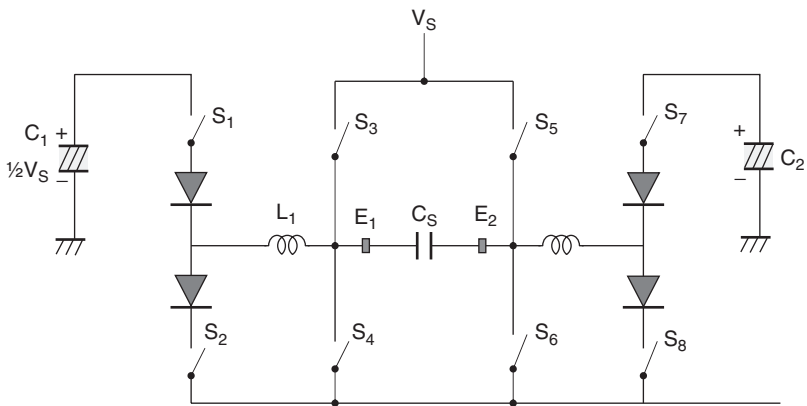 V_S
S_1
S_3
S_5
S_7
C_1
+
½V_S
–
+
–
C_2
L_1
E_1
C_S
E_2
S_2
S_4
S_6
S_8